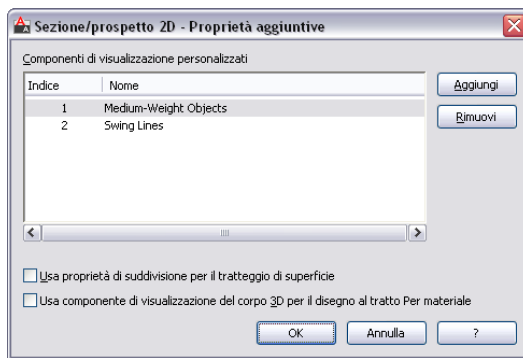 Sezione/prospetto 2D - Proprietà aggiuntive
Componenti di visualizzazione personalizzati
Indice Nome
Aggiungi
1 Medium-Weight Objects
2 Swing Lines
Rimuovi
Usa proprietà di suddivisione per il tratteggio di superficie
Usa componente di visualizzazione del corpo 3D per il disegno al tratto Per materiale
OK Annulla ?